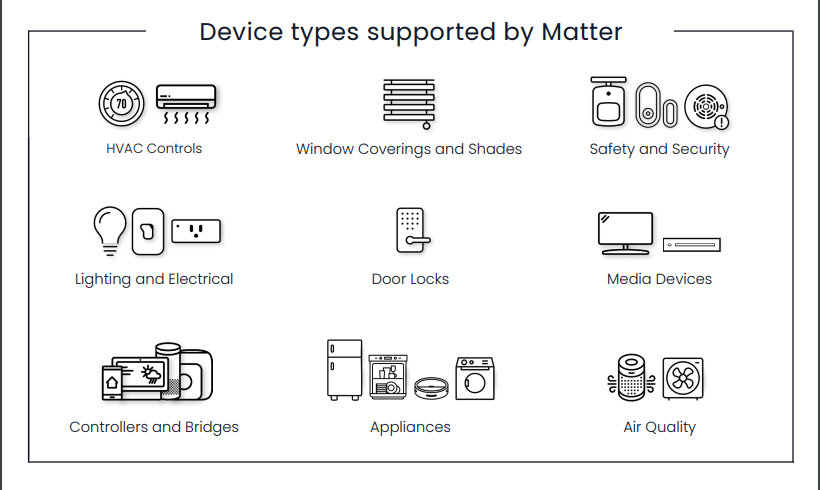 Device types supported by Matter
70
HVAC Controls
Window Coverings and Shades
Safety and Security
Lighting and Electrical
Door Locks
Media Devices
Controllers and Bridges
Appliances
Air Quality